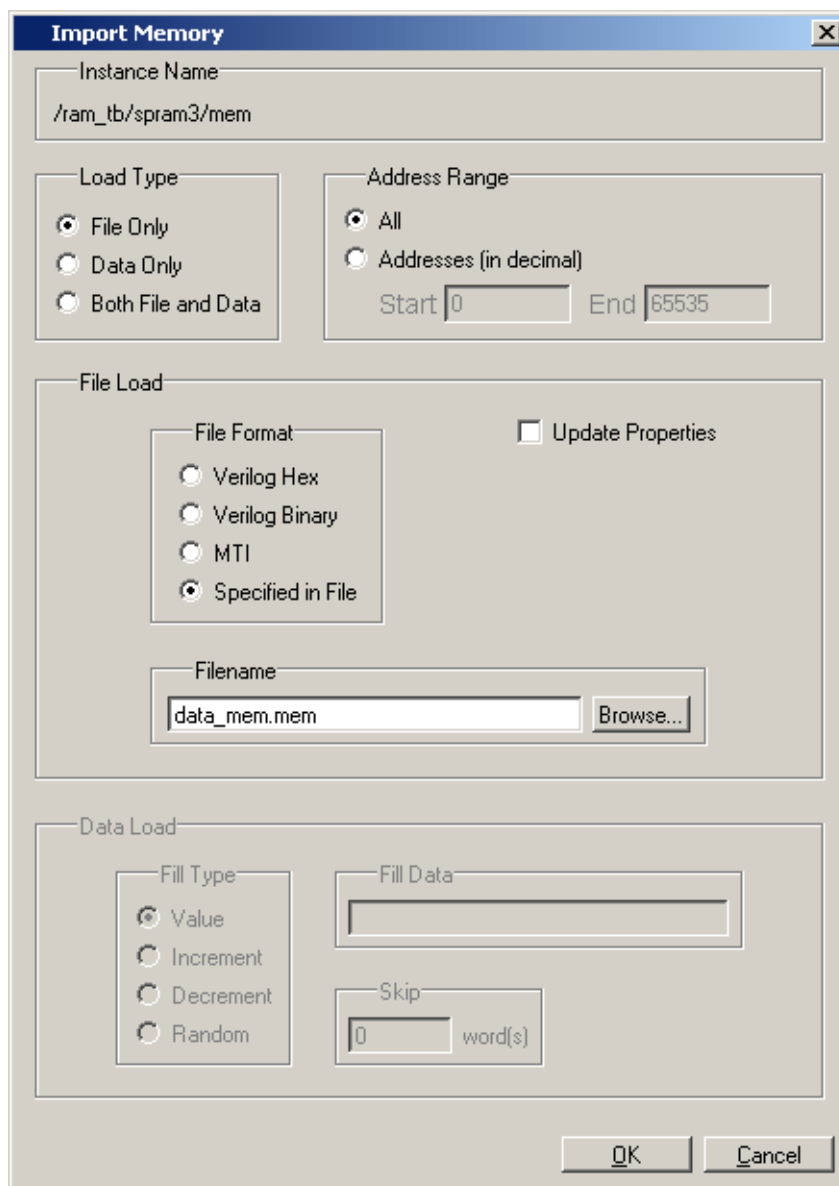 Import Memory
Instance Name
/ram_tb/spram3/mem
Load Type
File Only
Data Only
Both File and Data
Address Range
All
Addresses (in decimal)
Start 0 End 65535
File Load
File Format
Verilog Hex
Verilog Binary
MTI
Specified in File
Update Properties
Filename
data_mem.mem Browse...
Data Load
Fill Type
Value
Increment
Decrement
Random
Fill Data
Skip
0 word(s)
OK Cancel